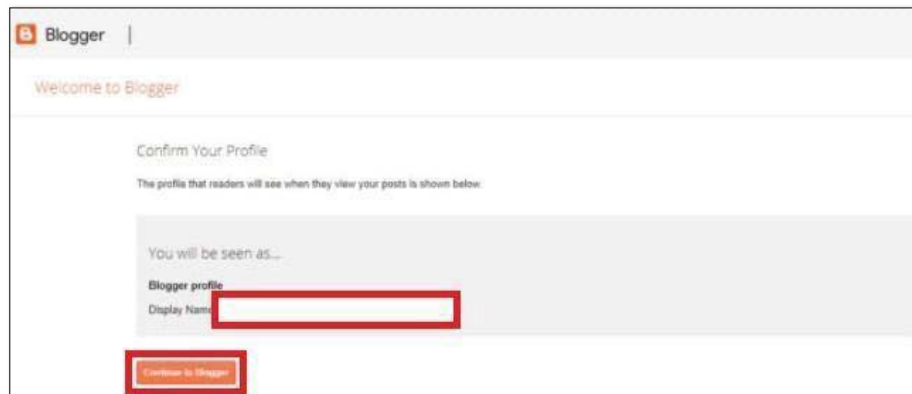 Blogger |
Welcome to Blogger
Confirm Your Profile
The profile that readers will see when they view your posts is shown below.
You will be seen as...
Blogger profile
Display Name
Continue to Blogger